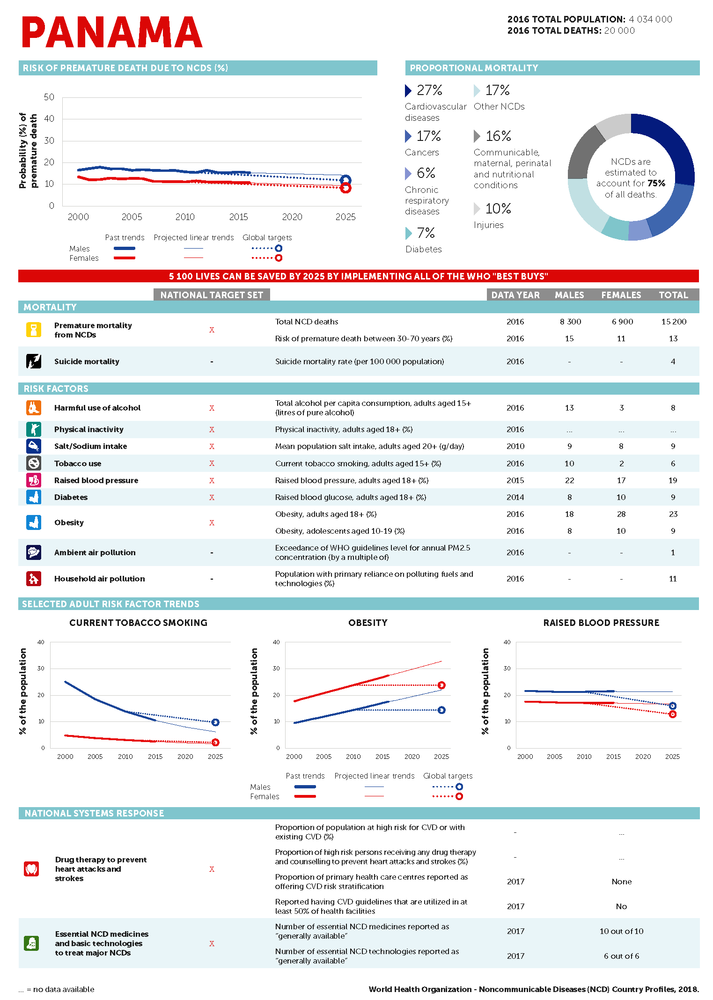 PANAMA
2016 TOTAL POPULATION: 4 034 000
2016 TOTAL DEATHS: 20 000
RISK OF PREMATURE DEATH DUE TO NCDS (%)
Probability (%) of
premature death
50
40
30
20
10
0
2000 2005 2010 2015 2020 2025
Past trends Projected linear trends Global targets
Males
Females
PROPORTIONAL MORTALITY
27%
Cardiovascular
diseases
17%
Cancers
6%
Chronic
respiratory
diseases
7%
Diabetes
17%
Other NCDs
16%
Communicable,
maternal, perinatal
and nutritional
conditions
10%
Injuries
NCDs are
estimated to
account for 75%
of all deaths.
5 100 LIVES CAN BE SAVED BY 2025 BY IMPLEMENTING ALL OF THE WHO "BEST BUYS"
NATIONAL TARGET SET DATA YEAR MALES FEMALES TOTAL
MORTALITY
Premature mortality
from NCDs
X
Total NCD deaths 2016 8 300 6 900 15 200
Risk of premature death between 30-70 years (%) 2016 15 11 13
Suicide mortality - Suicide mortality rate (per 100 000 population) 2016 - - 4
RISK FACTORS
Harmful use of alcohol X Total alcohol per capita consumption, adults aged 15+
(litres of pure alcohol) 2016 13 3 8
Physical inactivity X Physical inactivity, adults aged 18+ (%) 2016 ... ... ...
Salt/Sodium intake X Mean population salt intake, adults aged 20+ (g/day) 2010 9 8 9
Tobacco use X Current tobacco smoking, adults aged 15+ (%) 2016 10 2 6
Raised blood pressure X Raised blood pressure, adults aged 18+ (%) 2015 22 17 19
Diabetes X Raised blood glucose, adults aged 18+ (%) 2014 8 10 9
Obesity X
Obesity, adults aged 18+ (%) 2016 18 28 23
Obesity, adolescents aged 10-19 (%) 2016 8 10 9
Ambient air pollution - Exceedance of WHO guidelines level for annual PM2.5
concentration (by a multiple of) 2016 - - 1
Household air pollution - Population with primary reliance on polluting fuels and
technologies (%) 2016 - - 11
SELECTED ADULT RISK FACTOR TRENDS
CURRENT TOBACCO SMOKING
% of the population
40
30
20
10
0
2000 2005 2010 2015 2020 2025
OBESITY
% of the population
40
30
20
10
0
2000 2005 2010 2015 2020 2025
RAISED BLOOD PRESSURE
% of the population
40
30
20
10
0
2000 2005 2010 2015 2020 2025
Past trends Projected linear trends Global targets
Males
Females
NATIONAL SYSTEMS RESPONSE
Drug therapy to prevent
heart attacks and
strokes
X
Proportion of population at high risk for CVD or with
existing CVD (%) - ...
Proportion of high risk persons receiving any drug therapy
and counselling to prevent heart attacks and strokes (%) - ...
Proportion of primary health care centres reported as
offering CVD risk stratification 2017 None
Reported having CVD guidelines that are utilized in at
least 50% of health facilities 2017 No
Essential NCD medicines
and basic technologies
to treat major NCDs
X
Number of essential NCD medicines reported as
“generally available” 2017 10 out of 10
Number of essential NCD technologies reported as
“generally available” 2017 6 out of 6
... = no data available
World Health Organization - Noncommunicable Diseases (NCD) Country Profiles, 2018.